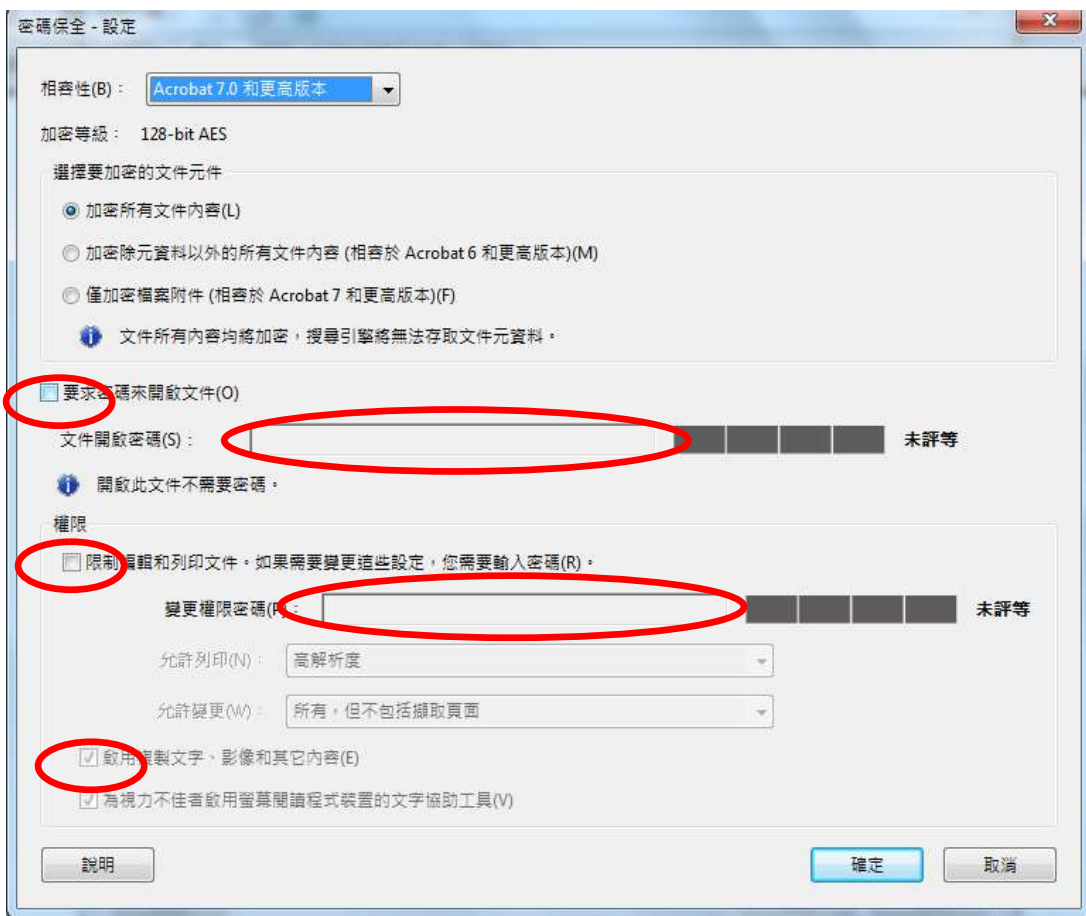 密碼保全 - 設定
相容性(B)： Acrobat 7.0 和更高版本
加密等級： 128-bit AES
選擇要加密的文件元件
加密所有文件內容(L)
加密除元資料以外的所有文件內容 (相容於 Acrobat 6 和更高版本)(M)
僅加密檔案附件 (相容於 Acrobat 7 和更高版本)(F)
文件所有內容均將加密，搜尋引擎將無法存取文件元資料。
要求密碼來開啟文件(O)
文件開啟密碼(S)： 未評等
開啟此文件不需要密碼。
權限
限制編輯和列印文件。如果需要變更這些設定，您需要輸入密碼(R)。
變更權限密碼(P)： 未評等
允許列印(N)： 高解析度
允許變更(W)： 所有，但不包括擷取頁面
啟用複製文字、影像和其它內容(E)
為視力不佳者啟用螢幕閱讀程式裝置的文字協助工具(V)
說明 確定 取消